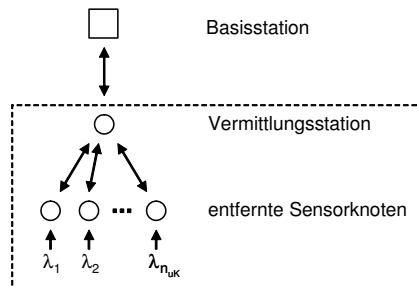 Basisstation
Vermittlungsstation
entfernte Sensorknoten
λ1 λ2 λnuK